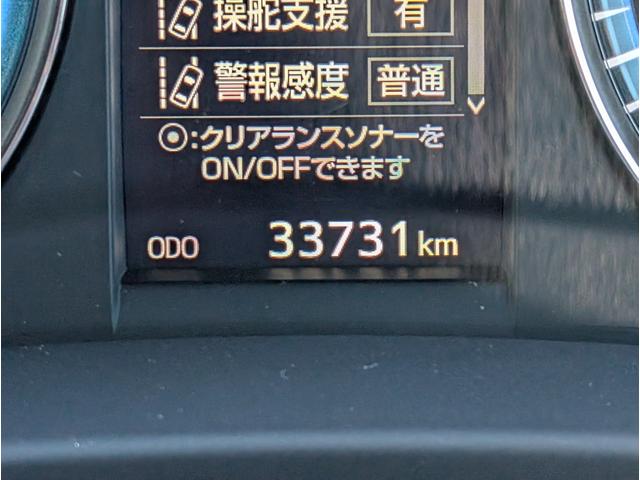 操舵支援 有
警報感度 普通
⦿:クリアランスソナーを
ON/OFFできます
ODO 33731 km